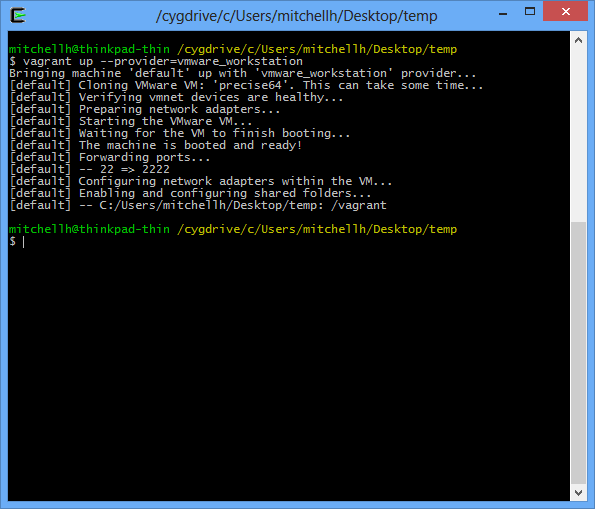 /cygdrive/c/Users/mitchellh/Desktop/temp
mitchellh@thinkpad-thin /cygdrive/c/Users/mitchellh/Desktop/temp
$ vagrant up --provider=vmware_workstation
Bringing machine 'default' up with 'vmware_workstation' provider...
[default] Cloning VMware VM: 'precise64'. This can take some time...
[default] Verifying vmnet devices are healthy...
[default] Preparing network adapters...
[default] Starting the VMware VM...
[default] Waiting for the VM to finish booting...
[default] The machine is booted and ready!
[default] Forwarding ports...
[default] -- 22 => 2222
[default] Configuring network adapters within the VM...
[default] Enabling and configuring shared folders...
[default] -- C:/Users/mitchellh/Desktop/temp: /vagrant
mitchellh@thinkpad-thin /cygdrive/c/Users/mitchellh/Desktop/temp
$